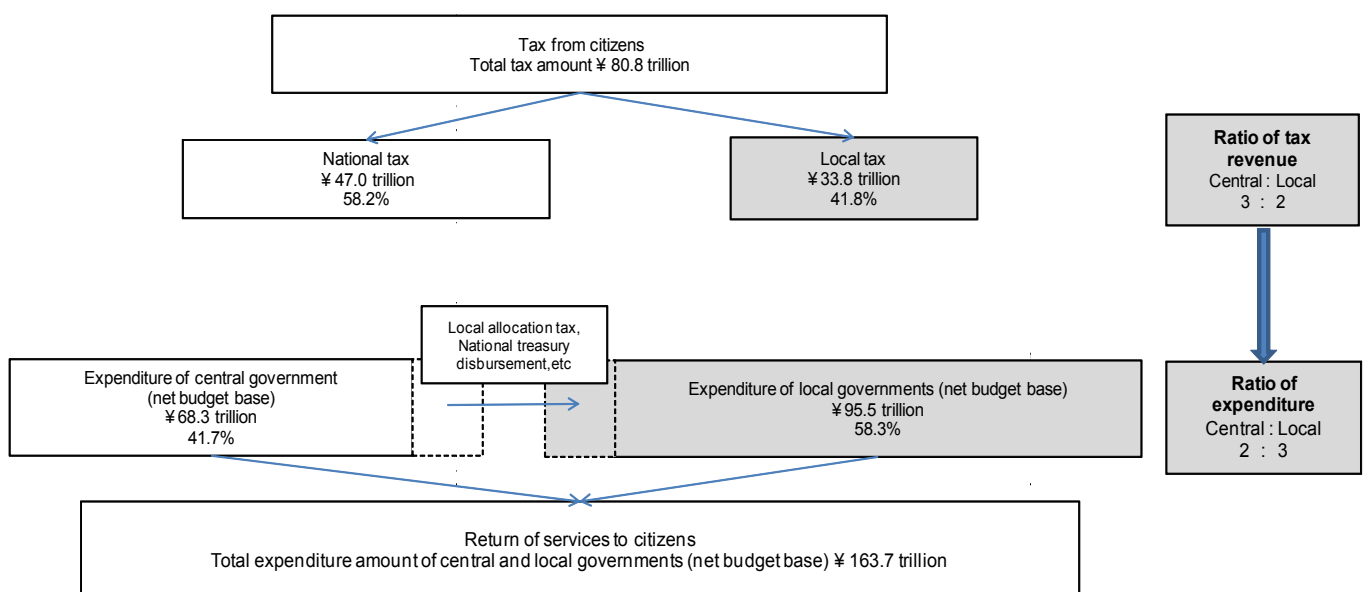 Tax from citizens
Total tax amount ¥ 80.8 trillion
National tax
¥ 47.0 trillion
58.2%
Local tax
¥ 33.8 trillion
41.8%
Ratio of tax
revenue
Central : Local
3 : 2
Local allocation tax,
National treasury
disbursement,etc
Expenditure of central government
(net budget base)
¥ 68.3 trillion
41.7%
Expenditure of local governments (net budget base)
¥ 95.5 trillion
58.3%
Ratio of
expenditure
Central : Local
2 : 3
Return of services to citizens
Total expenditure amount of central and local governments (net budget base) ¥ 163.7 trillion